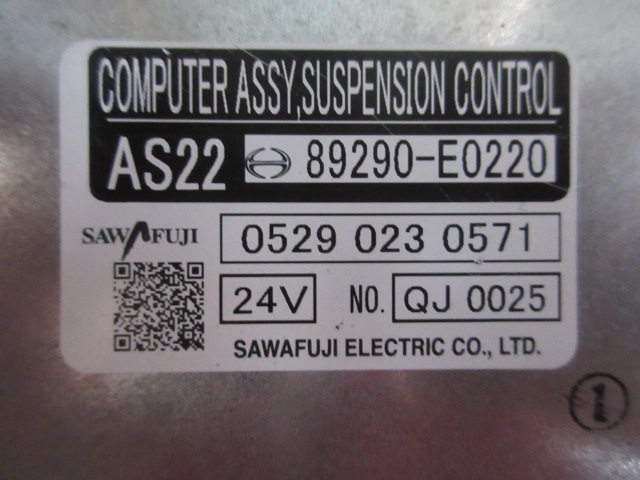 COMPUTER ASSY,SUSPENSION CONTROL
AS22 89290-E0220
SAWAFUJI 0529 023 0571
24V NO. QJ 0025
SAWAFUJI ELECTRIC CO., LTD.